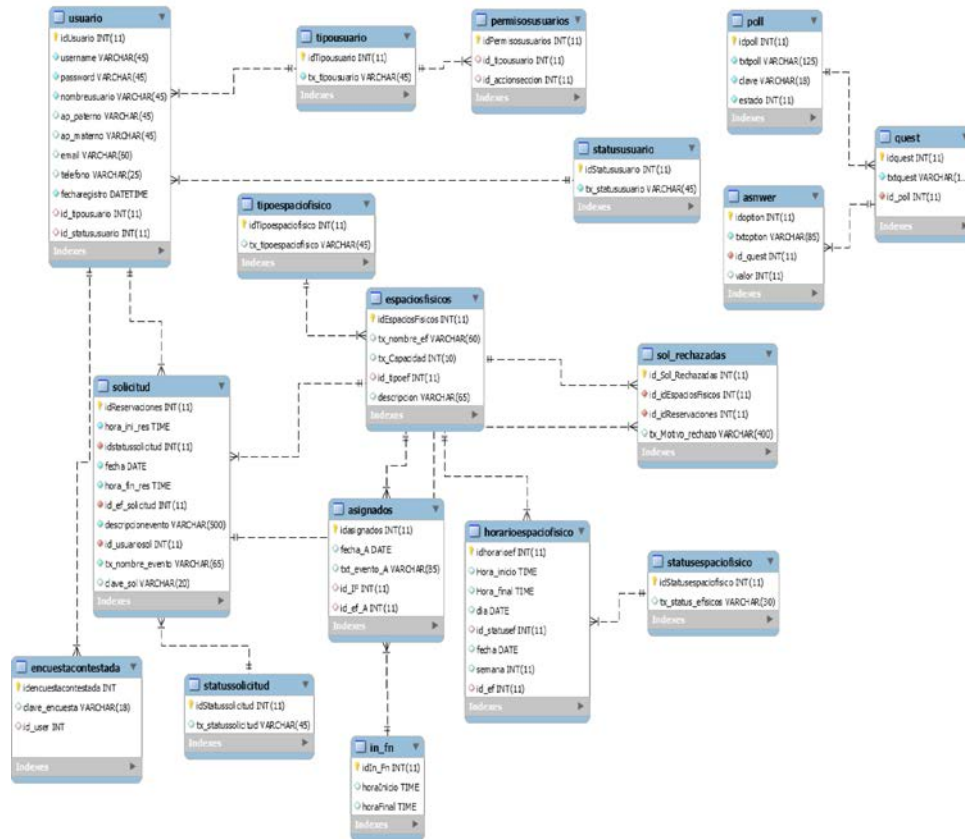 usuario
idUsuario INT(11)
username VARCHAR(45)
password VARCHAR(45)
nombreusuario VARCHAR(45)
ap_paterno VARCHAR(45)
ap_materno VARCHAR(45)
email VARCHAR(60)
telefono VARCHAR(25)
fecharegistro DATETIME
id_tipousuario INT(11)
id_statususuario INT(11)
Indexes
tipousuario
idTipousuario INT(11)
tx_tipousuario VARCHAR(45)
Indexes
permisosusuarios
idPermisosusuarios INT(11)
id_tipousuario INT(11)
id_accionseccion INT(11)
Indexes
poll
idpoll INT(11)
txtpoll VARCHAR(125)
clave VARCHAR(18)
estado INT(11)
Indexes
quest
idquest INT(11)
txtquest VARCHAR(1...
id_poll INT(11)
Indexes
statususuario
idStatususuario INT(11)
tx_statususuario VARCHAR(45)
Indexes
asnwer
idoption INT(11)
txtoption VARCHAR(85)
id_quest INT(11)
valor INT(11)
Indexes
tipoespaciofisico
idTipoespaciofisico INT(11)
tx_tipoespaciofisico VARCHAR(45)
Indexes
espaciosfisicos
idEspaciosFisicos INT(11)
tx_nombre_ef VARCHAR(60)
tx_Capacidad INT(10)
id_tipoef INT(11)
descripcion VARCHAR(65)
Indexes
sol_rechazadas
id_Sol_Rechazadas INT(11)
id_idEspaciosFisicos INT(11)
id_idReservaciones INT(11)
tx_Motivo_rechazo VARCHAR(400)
Indexes
solicitud
idReservaciones INT(11)
hora_ini_res TIME
idstatussolicitud INT(11)
fecha DATE
hora_fin_res TIME
id_ef_solicitud INT(11)
descripcionevento VARCHAR(500)
id_usuariosol INT(11)
tx_nombre_evento VARCHAR(65)
clave_sol VARCHAR(20)
Indexes
asignados
idasignados INT(11)
fecha_A DATE
txt_evento_A VARCHAR(85)
id_IF INT(11)
id_ef_A INT(11)
Indexes
horarioespaciofisico
idhorarioef INT(11)
Hora_inicio TIME
Hora_final TIME
dia DATE
id_statusef INT(11)
fecha DATE
semana INT(11)
id_ef INT(11)
Indexes
statusespaciofisico
idStatusespaciofisico INT(11)
tx_status_efisicos VARCHAR(30)
Indexes
encuestacontestada
idencuestacontestada INT
clave_encuesta VARCHAR(18)
id_user INT
Indexes
statussolicitud
idStatussolicitud INT(11)
tx_statussolicitud VARCHAR(45)
Indexes
in_fn
idIn_Fn INT(11)
horaInicio TIME
horaFinal TIME